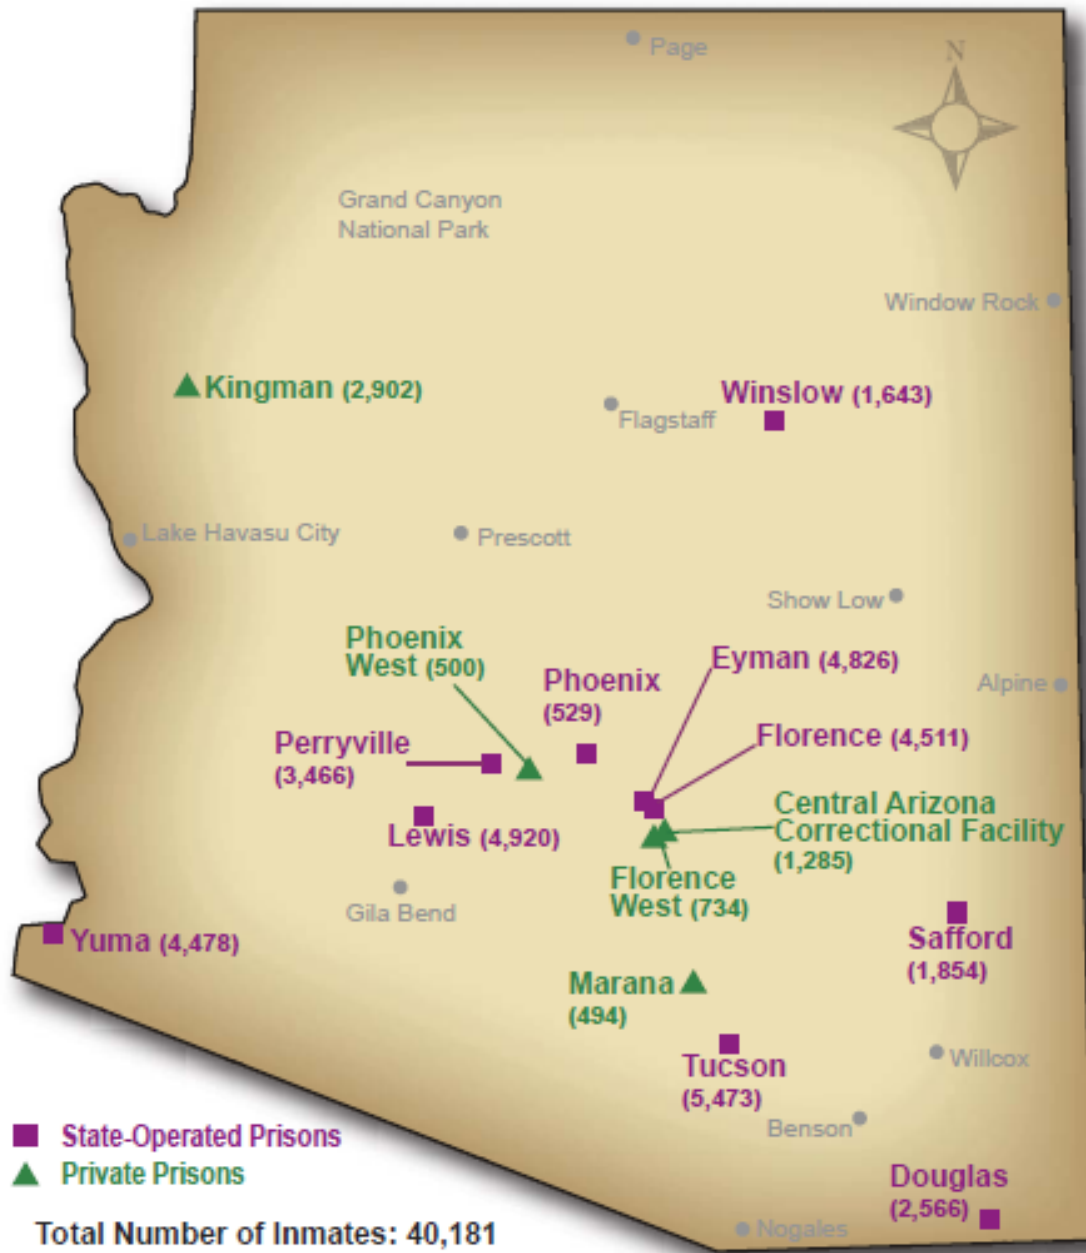 Page
N
Grand Canyon
National Park
Window Rock
Kingman (2,902)
Winslow (1,643)
Flagstaff
Lake Havasu City
Prescott
Show Low
Phoenix
West (500)
Eyman (4,826)
Phoenix
(529)
Alpine
Perryville
(3,466)
Florence (4,511)
Central Arizona
Correctional Facility
(1,285)
Lewis (4,920)
Florence
West (734)
Gila Bend
Yuma (4,478)
Safford
(1,854)
Marana
(494)
Tucson
(5,473)
Willcox
Benson
State-Operated Prisons
Private Prisons
Douglas
(2,566)
Nogales
Total Number of Inmates: 40,181